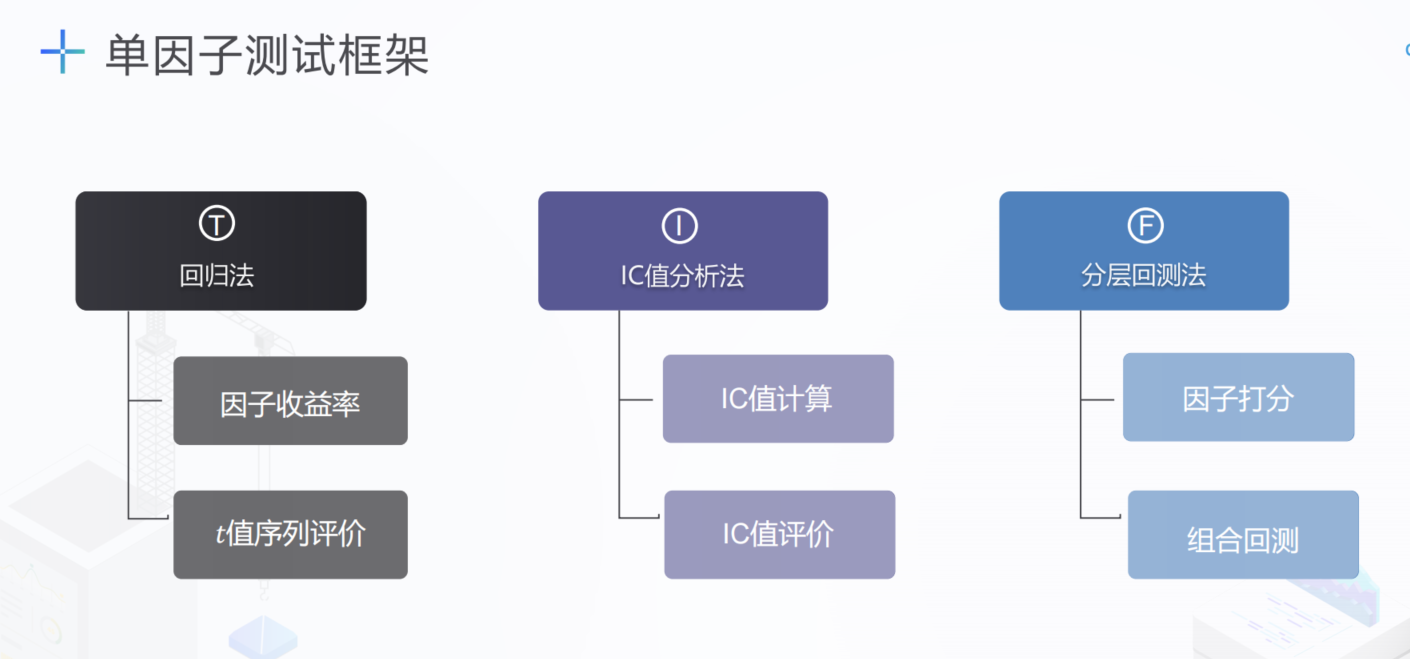 单因子测试框架
T
回归法
因子收益率
t值序列评价
I
IC值分析法
IC值计算
IC值评价
F
分层回测法
因子打分
组合回测